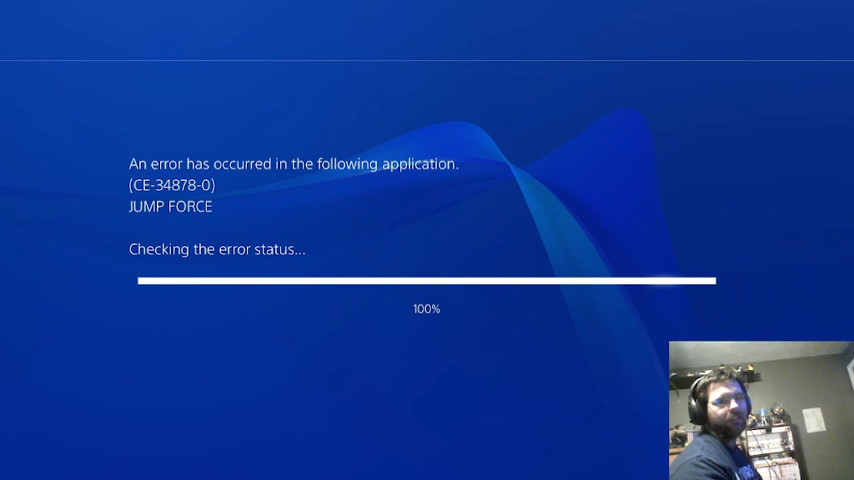 An error has occurred in the following application.
(CE-34878-0)
JUMP FORCE
Checking the error status...
100%